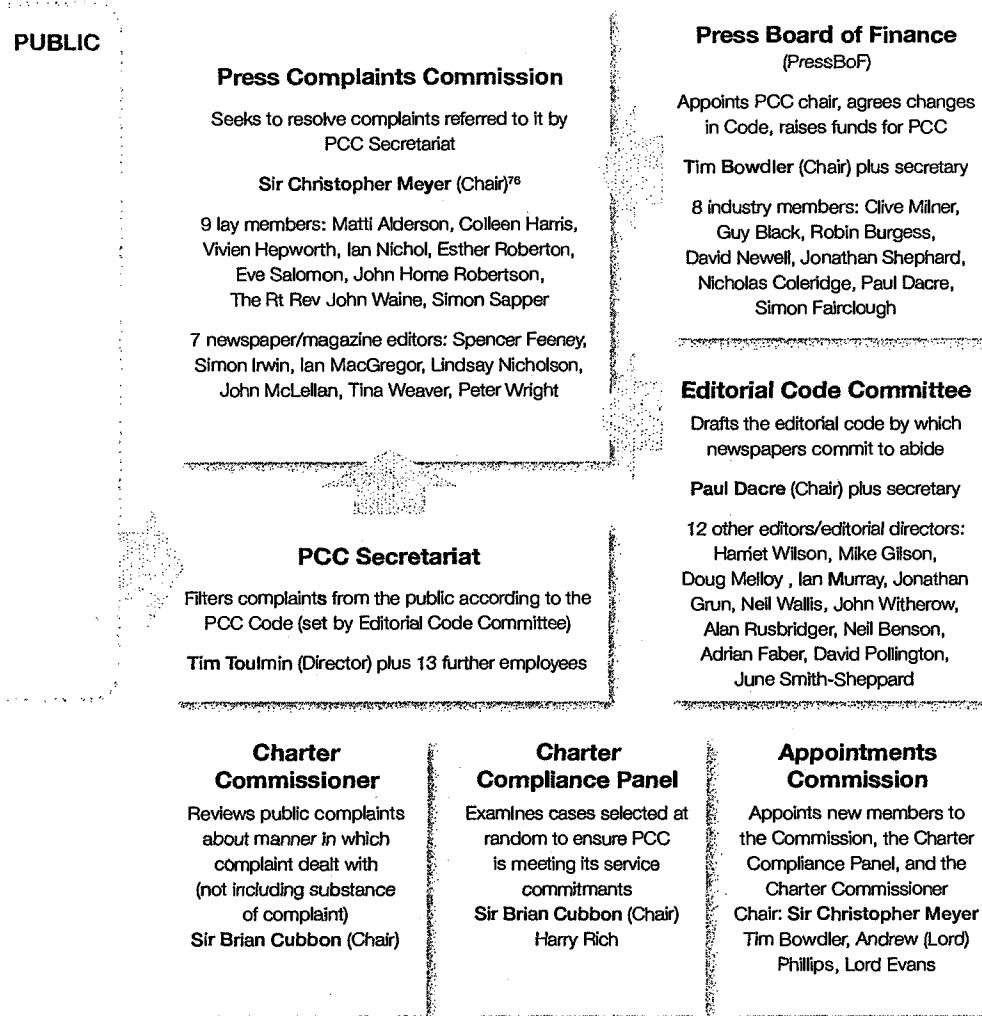 PUBLIC
Press Complaints Commission
Seeks to resolve complaints referred to it by
PCC Secretariat
Sir Christopher Meyer (Chair)76
9 lay members: Matti Alderson, Colleen Harris,
Vivien Hepworth, Ian Nichol, Esther Roberton,
Eve Salomon, John Home Robertson,
The Rt Rev John Waine, Simon Sapper
7 newspaper/magazine editors: Spencer Feeney,
Simon Irwin, Ian MacGregor, Lindsay Nicholson,
John McLellan, Tina Weaver, Peter Wright
Press Board of Finance
(PressBoF)
Appoints PCC chair, agrees changes
in Code, raises funds for PCC
Tim Bowdler (Chair) plus secretary
8 industry members: Clive Milner,
Guy Black, Robin Burgess,
David Newell, Jonathan Shephard,
Nicholas Coleridge, Paul Dacre,
Simon Fairclough
Editorial Code Committee
Drafts the editorial code by which
newspapers commit to abide
Paul Dacre (Chair) plus secretary
12 other editors/editorial directors:
Harriet Wilson, Mike Gilson,
Doug Melloy , Ian Murray, Jonathan
Grun, Neil Wallis, John Witherow,
Alan Rusbridger, Neil Benson,
Adrian Faber, David Pollington,
June Smith-Sheppard
PCC Secretariat
Filters complaints from the public according to the
PCC Code (set by Editorial Code Committee)
Tim Toulmin (Director) plus 13 further employees
Charter
Commissioner
Reviews public complaints
about manner in which
complaint dealt with
(not including substance
of complaint)
Sir Brian Cubbon (Chair)
Charter
Compliance Panel
Examines cases selected at
random to ensure PCC
is meeting its service
commitmants
Sir Brian Cubbon (Chair)
Harry Rich
Appointments
Commission
Appoints new members to
the Commission, the Charter
Compliance Panel, and the
Charter Commissioner
Chair: Sir Christopher Meyer
Tim Bowdler, Andrew (Lord)
Phillips, Lord Evans